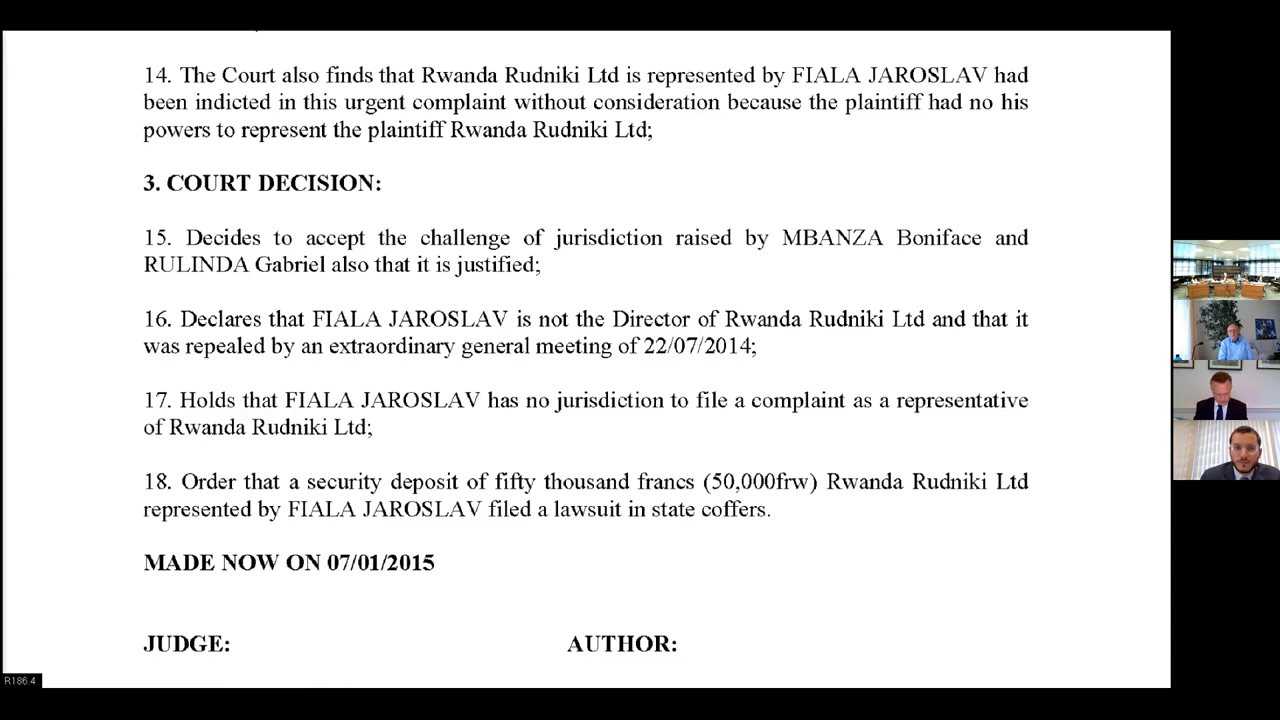 14. The Court also finds that Rwanda Rudniki Ltd is represented by FIALA JAROSLAV had
been indicted in this urgent complaint without consideration because the plaintiff had no his
powers to represent the plaintiff Rwanda Rudniki Ltd;
3. COURT DECISION:
15. Decides to accept the challenge of jurisdiction raised by MBANZA Boniface and
RULINDA Gabriel also that it is justified;
16. Declares that FIALA JAROSLAV is not the Director of Rwanda Rudniki Ltd and that it
was repealed by an extraordinary general meeting of 22/07/2014;
17. Holds that FIALA JAROSLAV has no jurisdiction to file a complaint as a representative
of Rwanda Rudniki Ltd;
18. Order that a security deposit of fifty thousand francs (50,000frw) Rwanda Rudniki Ltd
represented by FIALA JAROSLAV filed a lawsuit in state coffers.
MADE NOW ON 07/01/2015
JUDGE: AUTHOR:
R186.4